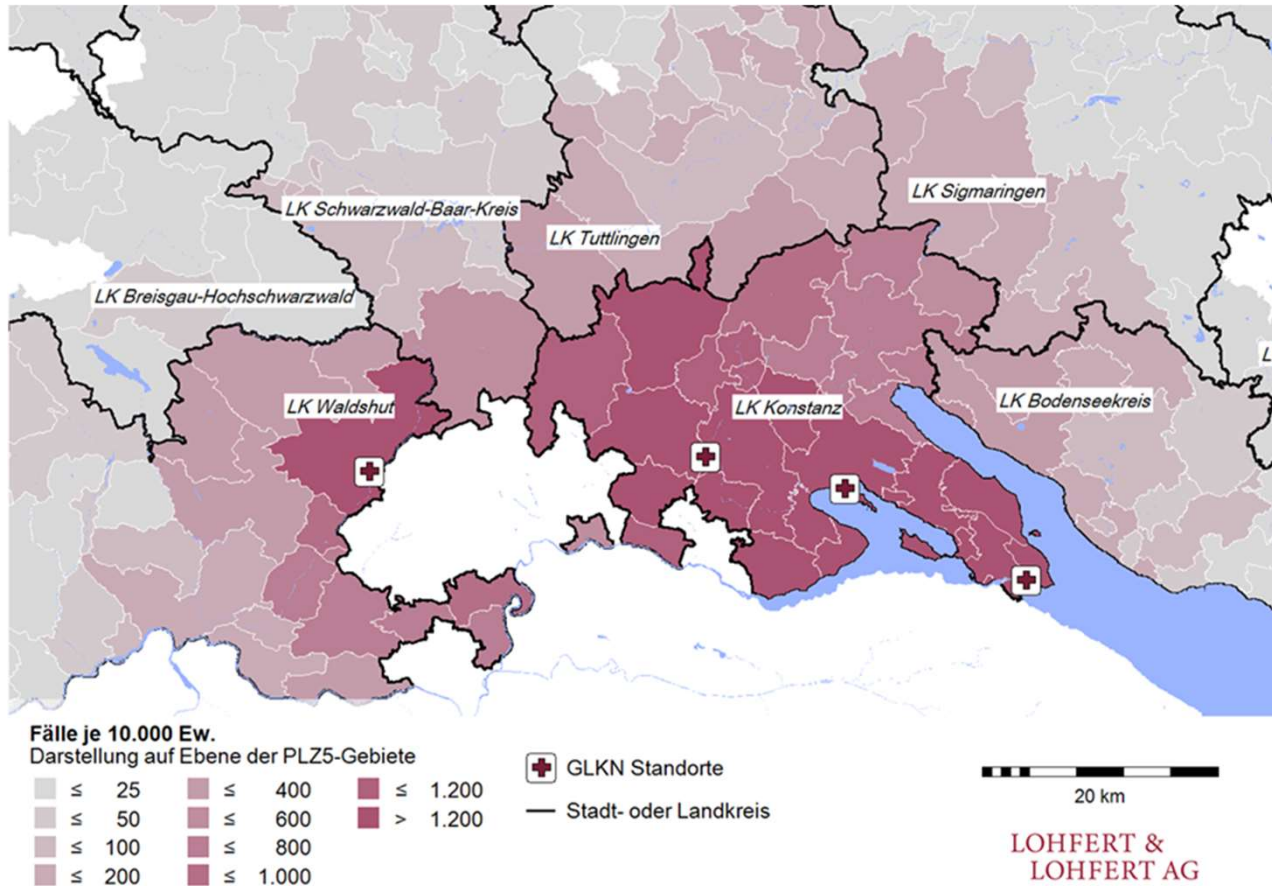 LK Sigmaringen
LK Schwarzwald-Baar-Kreis
LK Tuttlingen
LK Breisgau-Hochschwarzwald
L
LK Waldshut
LK Konstanz
LK Bodenseekreis
Fälle je 10.000 Ew.
Darstellung auf Ebene der PLZ5-Gebiete
≤ 25
≤ 50
≤ 100
≤ 200
≤ 400
≤ 600
≤ 800
≤ 1.000
≤ 1.200
> 1.200
GLKN Standorte
Stadt- oder Landkreis
20 km
LOHFERT &
LOHFERT AG